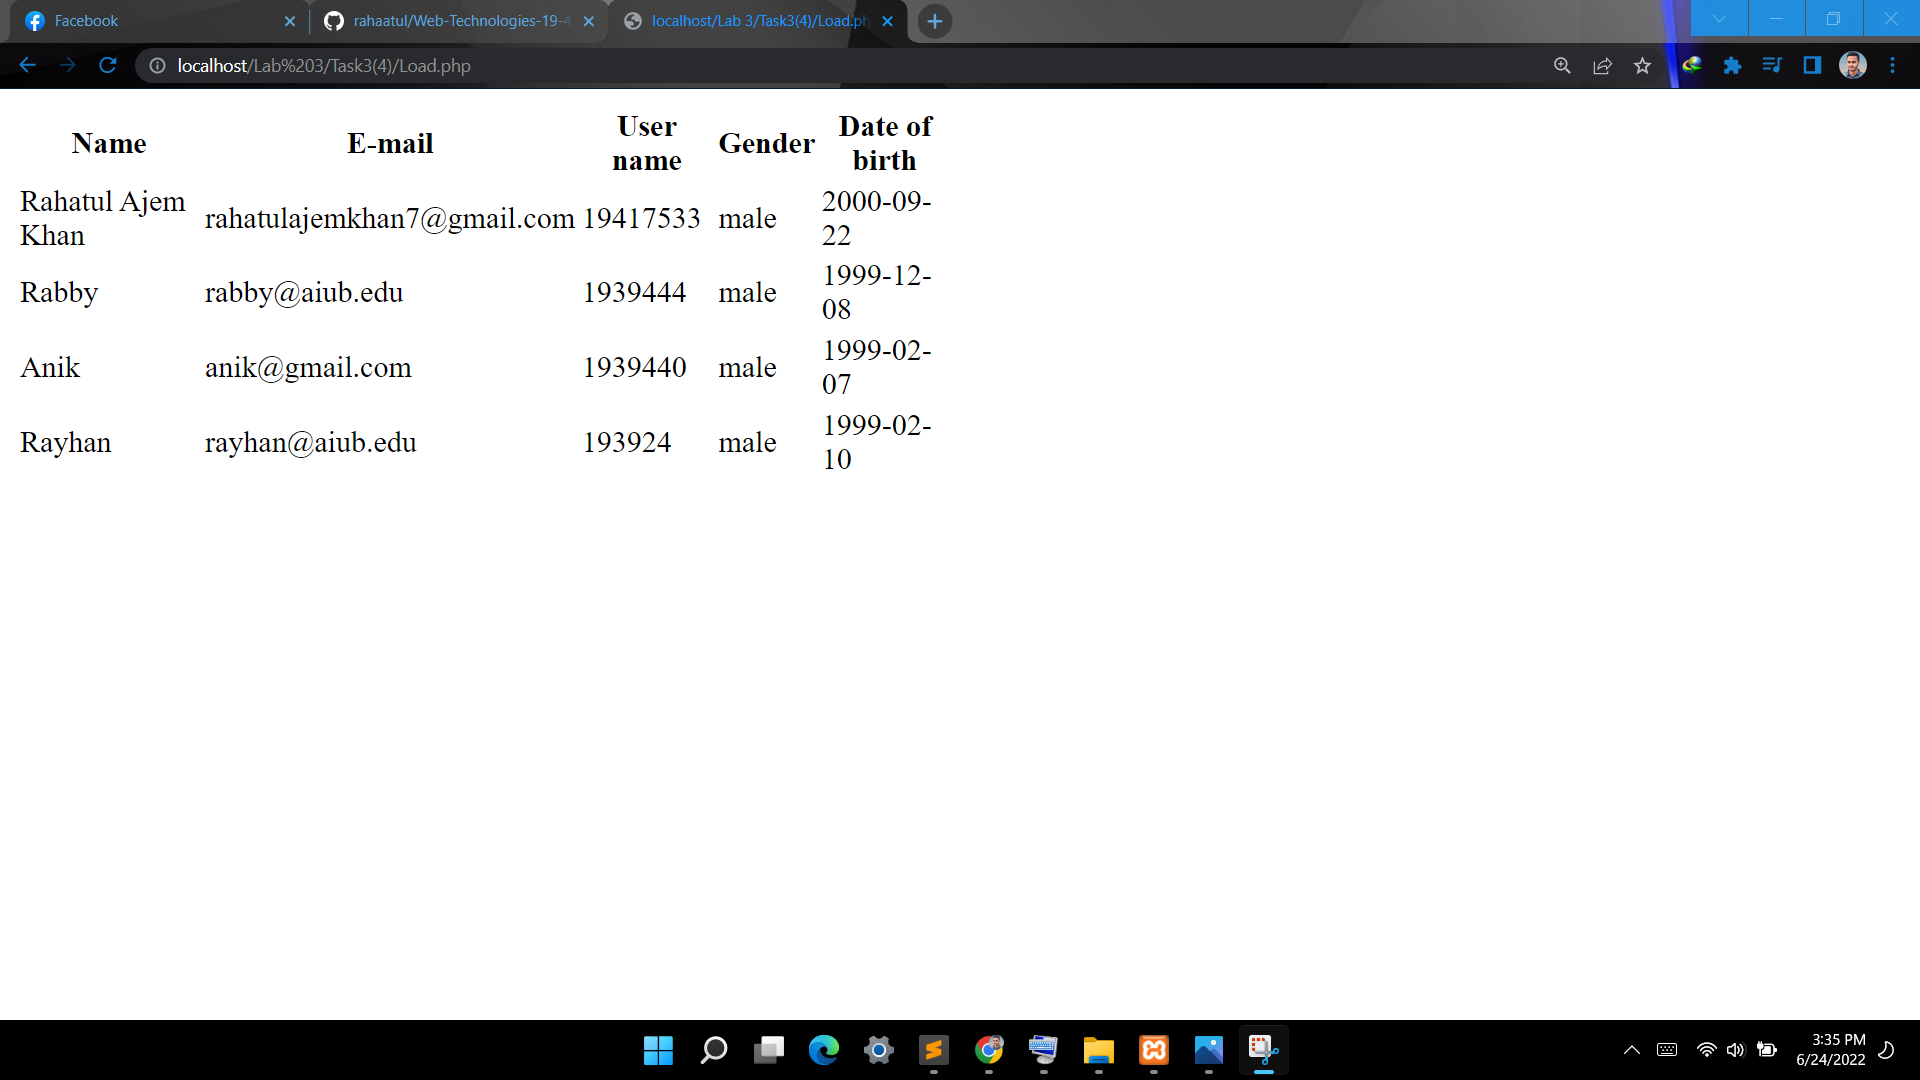 Facebook
rahaatul/Web-Technologies-19-4
localhost/Lab 3/Task3(4)/Load.ph
localhost/Lab%203/Task3(4)/Load.php
Name E-mail User name Gender Date of birth
Rahatul Ajem Khan rahatulajemkhan7@gmail.com 19417533 male 2000-09-22
Rabby rabby@aiub.edu 1939444 male 1999-12-08
Anik anik@gmail.com 1939440 male 1999-02-07
Rayhan rayhan@aiub.edu 193924 male 1999-02-10
3:35 PM
6/24/2022